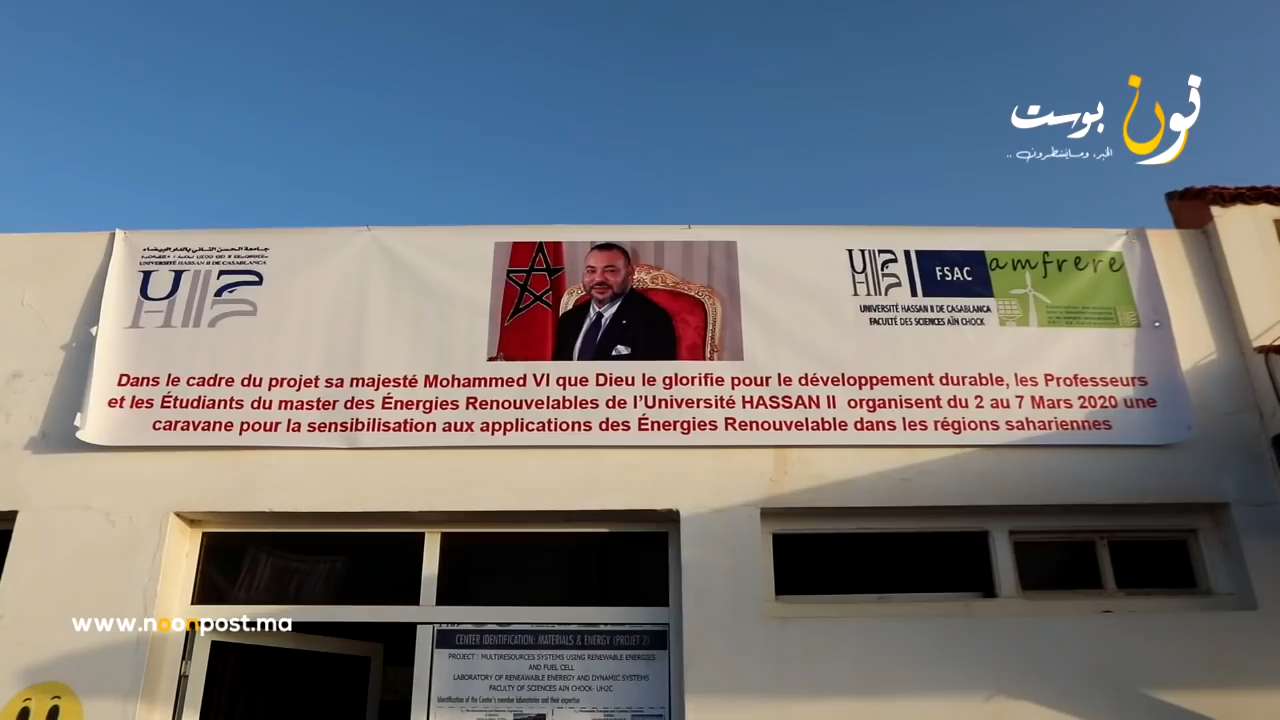 نون بوست
جامعة الحسن الثاني بالدار البيضاء
UNIVERSITÉ HASSAN II DE CASABLANCA
UH2C
FSAC
amfrere
UNIVERSITÉ HASSAN II DE CASABLANCA
FACULTÉ DES SCIENCES AÏN CHOCK
Dans le cadre du projet sa majesté Mohammed VI que Dieu le glorifie pour le développement durable, les Professeurs
et les Étudiants du master des Énergies Renouvelables de l’Université HASSAN II organisent du 2 au 7 Mars 2020 une
caravane pour la sensibilisation aux applications des Énergies Renouvelable dans les régions sahariennes
www.noonpost.ma
CENTER IDENTIFICATION: MATERIALS & ENERGY (PROJET 2)
PROJECT : MULTIRESOURCES SYSTEMS USING RENEWABLE ENERGIES
AND FUEL CELL
LABORATORY OF RENEAWABLE ENEREGY AND DYNAMIC SYSTEMS
FACULTY OF SCIENCES AIN CHOCK- UH2C
Identification of the Center's member laboratories and their expertise